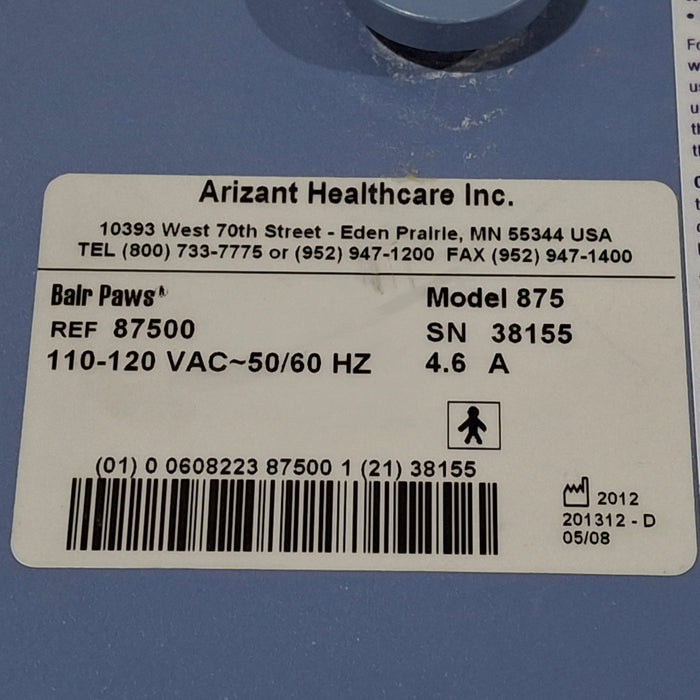 Arizant Healthcare Inc.
10393 West 70th Street - Eden Prairie, MN 55344 USA
TEL (800) 733-7775 or (952) 947-1200 FAX (952) 947-1400
Bair Paws
Model 875
REF 87500
SN 38155
110-120 VAC~50/60 HZ
4.6 A
(01) 0 0608223 87500 1 (21) 38155
2012
201312 - D
05/08